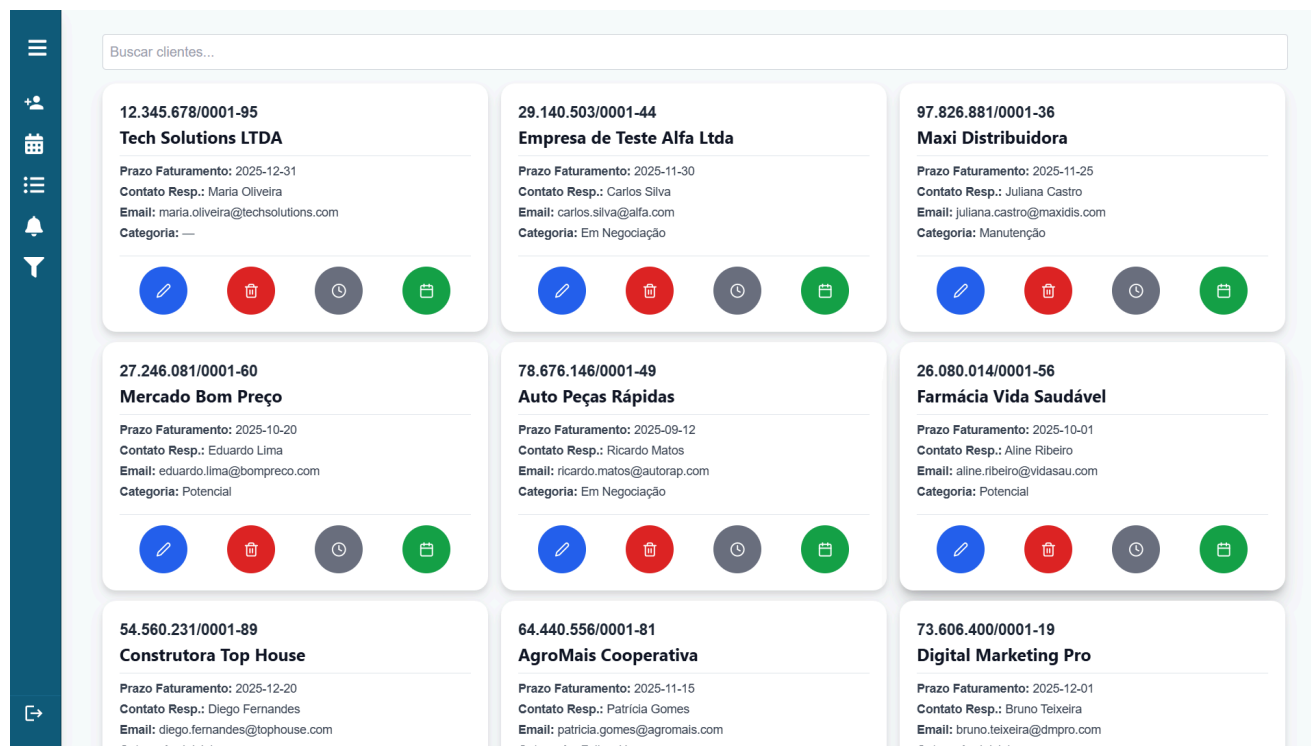 Buscar clientes...
12.345.678/0001-95
Tech Solutions LTDA
Prazo Faturamento: 2025-12-31
Contato Resp.: Maria Oliveira
Email: maria.oliveira@techsolutions.com
Categoria: —
29.140.503/0001-44
Empresa de Teste Alfa Ltda
Prazo Faturamento: 2025-11-30
Contato Resp.: Carlos Silva
Email: carlos.silva@alfa.com
Categoria: Em Negociação
97.826.881/0001-36
Maxi Distribuidora
Prazo Faturamento: 2025-11-25
Contato Resp.: Juliana Castro
Email: juliana.castro@maxidis.com
Categoria: Manutenção
27.246.081/0001-60
Mercado Bom Preço
Prazo Faturamento: 2025-10-20
Contato Resp.: Eduardo Lima
Email: eduardo.lima@bompreco.com
Categoria: Potencial
78.676.146/0001-49
Auto Peças Rápidas
Prazo Faturamento: 2025-09-12
Contato Resp.: Ricardo Matos
Email: ricardo.matos@autorap.com
Categoria: Em Negociação
26.080.014/0001-56
Farmácia Vida Saudável
Prazo Faturamento: 2025-10-01
Contato Resp.: Aline Ribeiro
Email: aline.ribeiro@vidasau.com
Categoria: Potencial
54.560.231/0001-89
Construtora Top House
Prazo Faturamento: 2025-12-20
Contato Resp.: Diego Fernandes
Email: diego.fernandes@tophouse.com
64.440.556/0001-81
AgroMais Cooperativa
Prazo Faturamento: 2025-11-15
Contato Resp.: Patrícia Gomes
Email: patricia.gomes@agromais.com
73.606.400/0001-19
Digital Marketing Pro
Prazo Faturamento: 2025-12-01
Contato Resp.: Bruno Teixeira
Email: bruno.teixeira@dmpro.com